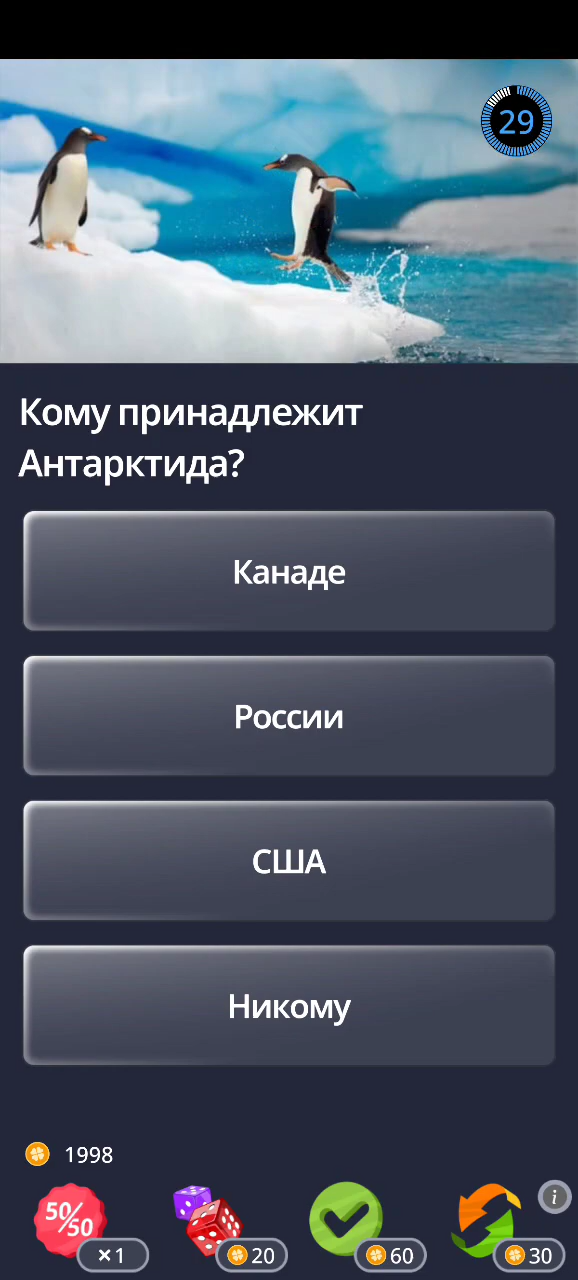 29
Кому принадлежит
Антарктида?
Канаде
России
США
Никому
1998
50/50
×1
20
60
30
i